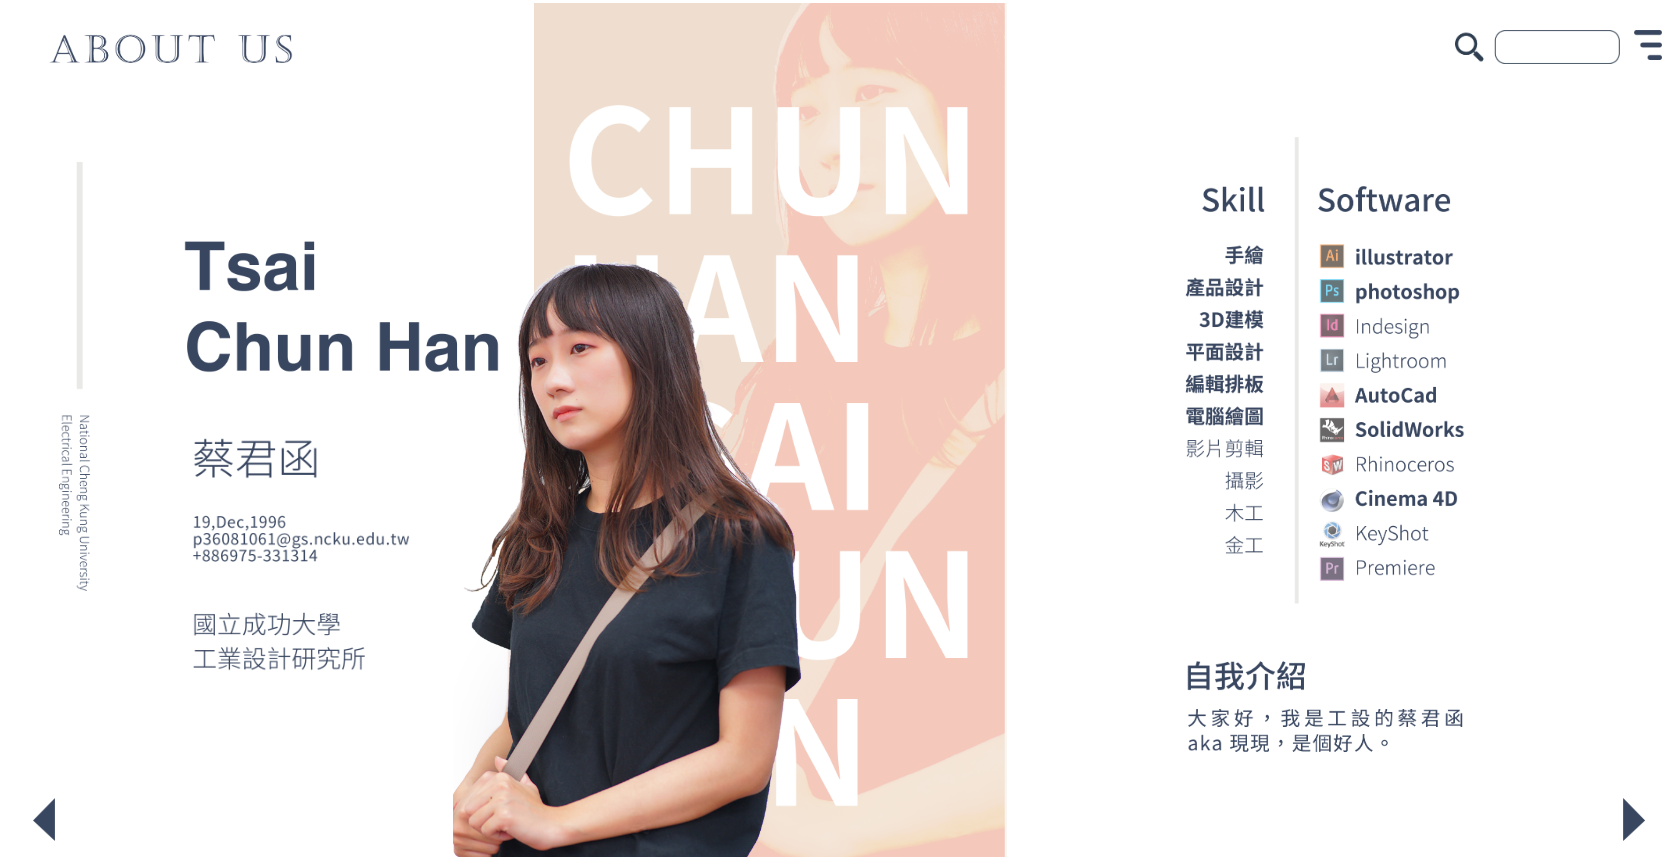 ABOUT US
National Cheng Kung University
Electrical Engineering
Tsai
Chun Han
蔡君函
19,Dec,1996
p36081061@gs.ncku.edu.tw
+886975-331314
國立成功大學
工業設計研究所
CHUN
HAN
SAI
UN
N
Skill
手繪
產品設計
3D建模
平面設計
編輯排板
電腦繪圖
影片剪輯
攝影
木工
金工
Software
Ai illustrator
Ps photoshop
Id Indesign
Lr Lightroom
AutoCad
SolidWorks
SW Rhinoceros
Cinema 4D
KeyShot KeyShot
Pr Premiere
自我介紹
大家好，我是工設的蔡君函
aka 現現，是個好人。